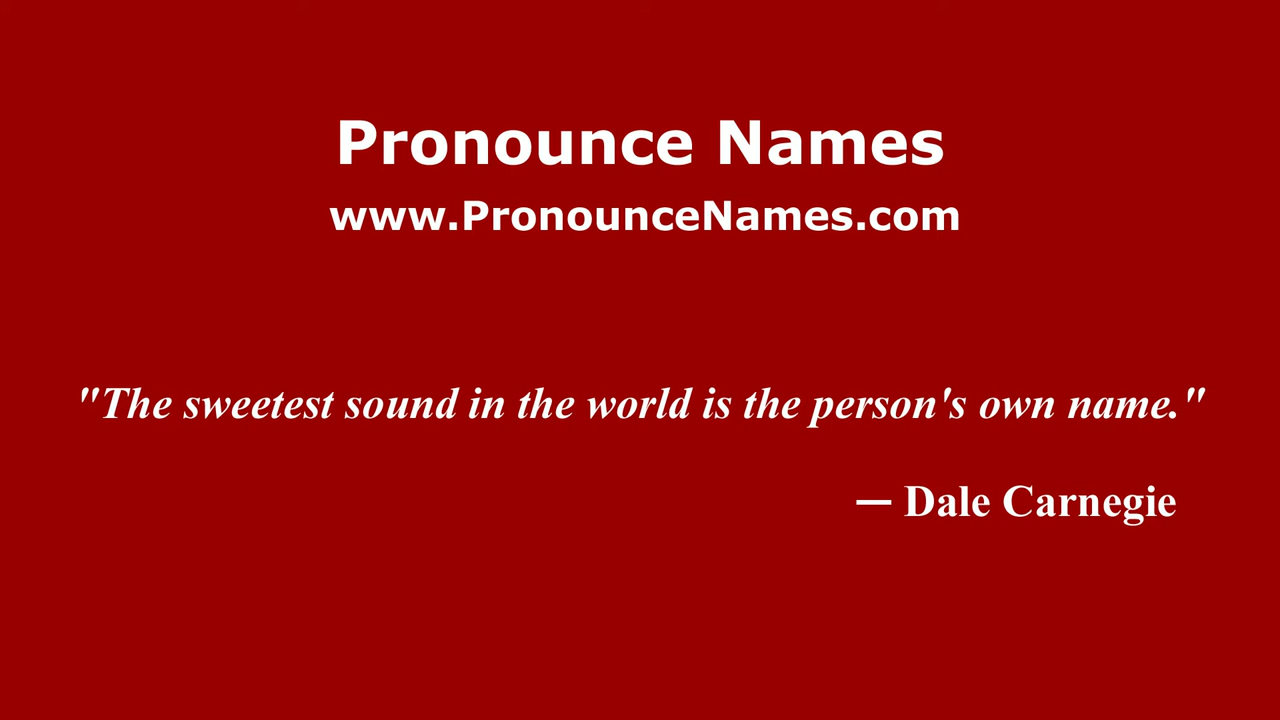 Pronounce Names
www.PronounceNames.com
"The sweetest sound in the world is the person's own name."
— Dale Carnegie